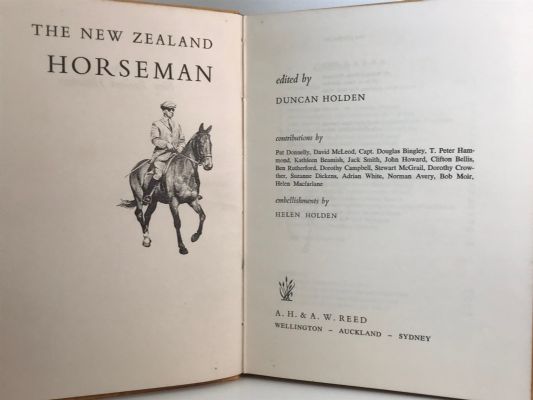 THE NEW ZEALAND
HORSEMAN
edited by
DUNCAN HOLDEN
contributions by
Pat Donnelly, David McLeod, Capt. Douglas Bingley, T. Peter Ham-
mond, Kathleen Beamish, Jack Smith, John Howard, Clifton Bellis,
Ben Rutherford, Dorothy Campbell, Stewart McGrail, Dorothy Crow-
ther, Suzanne Dickens, Adrian White, Norman Avery, Bob Moir,
Helen Macfarlane
embellishments by
HELEN HOLDEN
A. H. & A. W. REED
WELLINGTON – AUCKLAND – SYDNEY